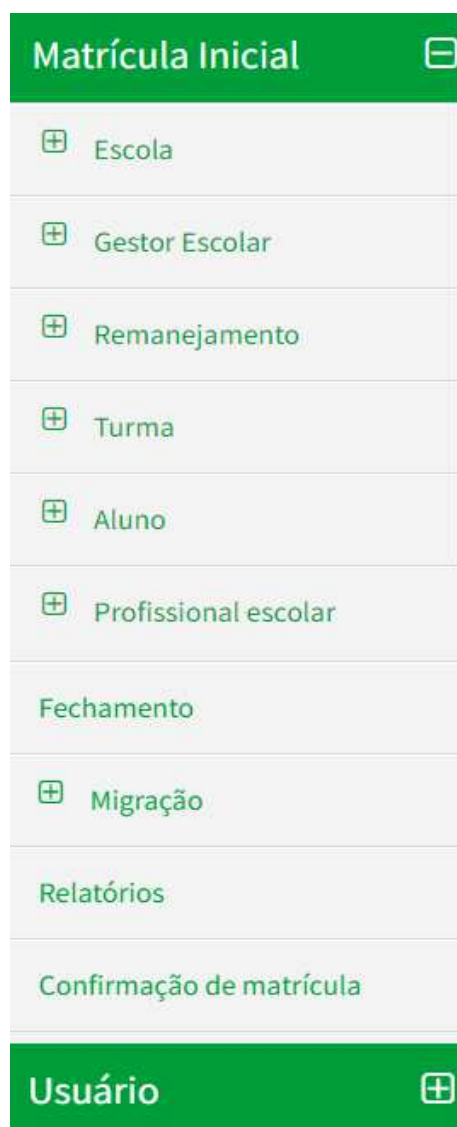 Matrícula Inicial
Escola
Gestor Escolar
Remanejamento
Turma
Aluno
Profissional escolar
Fechamento
Migração
Relatórios
Confirmação de matrícula
Usuário